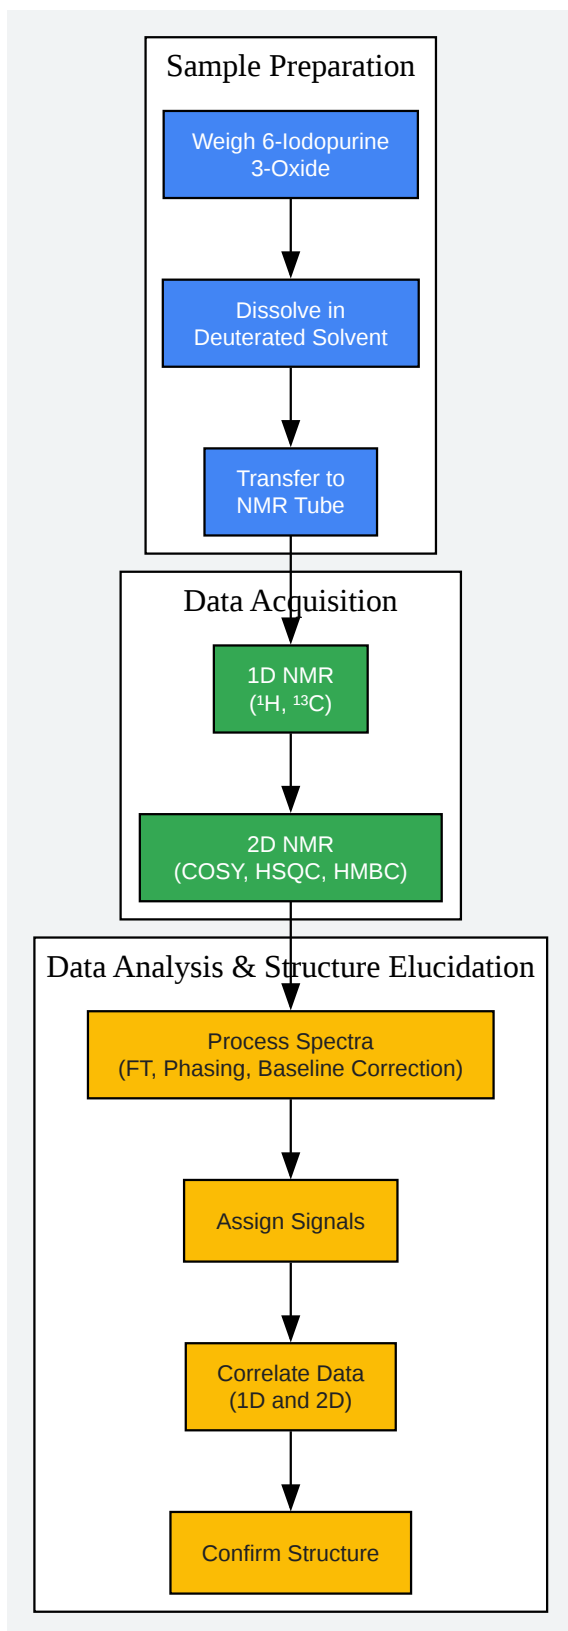 Sample Preparation
Weigh 6-Iodopurine
3-Oxide
Dissolve in
Deuterated Solvent
Transfer to
NMR Tube
Data Acquisition
1D NMR
(¹H, ¹³C)
2D NMR
(COSY, HSQC, HMBC)
Data Analysis & Structure Elucidation
Process Spectra
(FT, Phasing, Baseline Correction)
Assign Signals
Correlate Data
(1D and 2D)
Confirm Structure